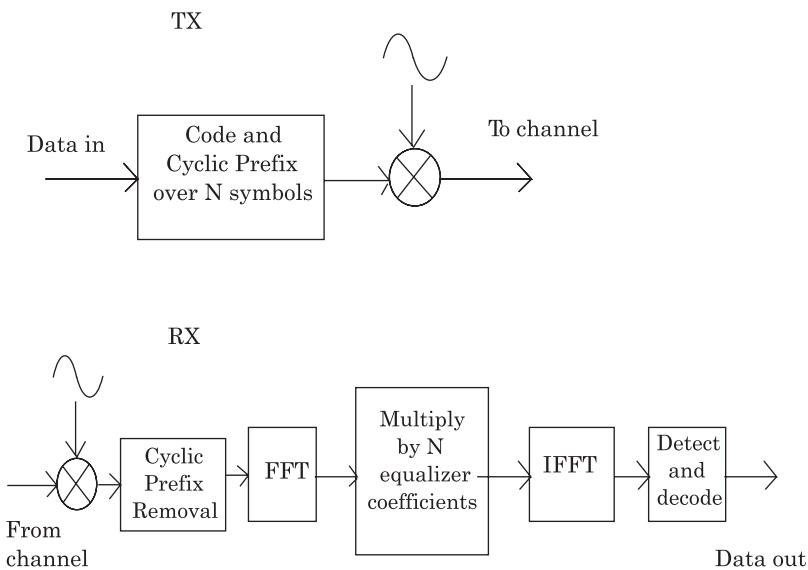 TX
Data in
Code and
Cyclic Prefix
over N symbols
To channel
RX
From
channel
Cyclic
Prefix
Removal
FFT
Multiply
by N
equalizer
coefficients
IFFT
Detect
and
decode
Data out